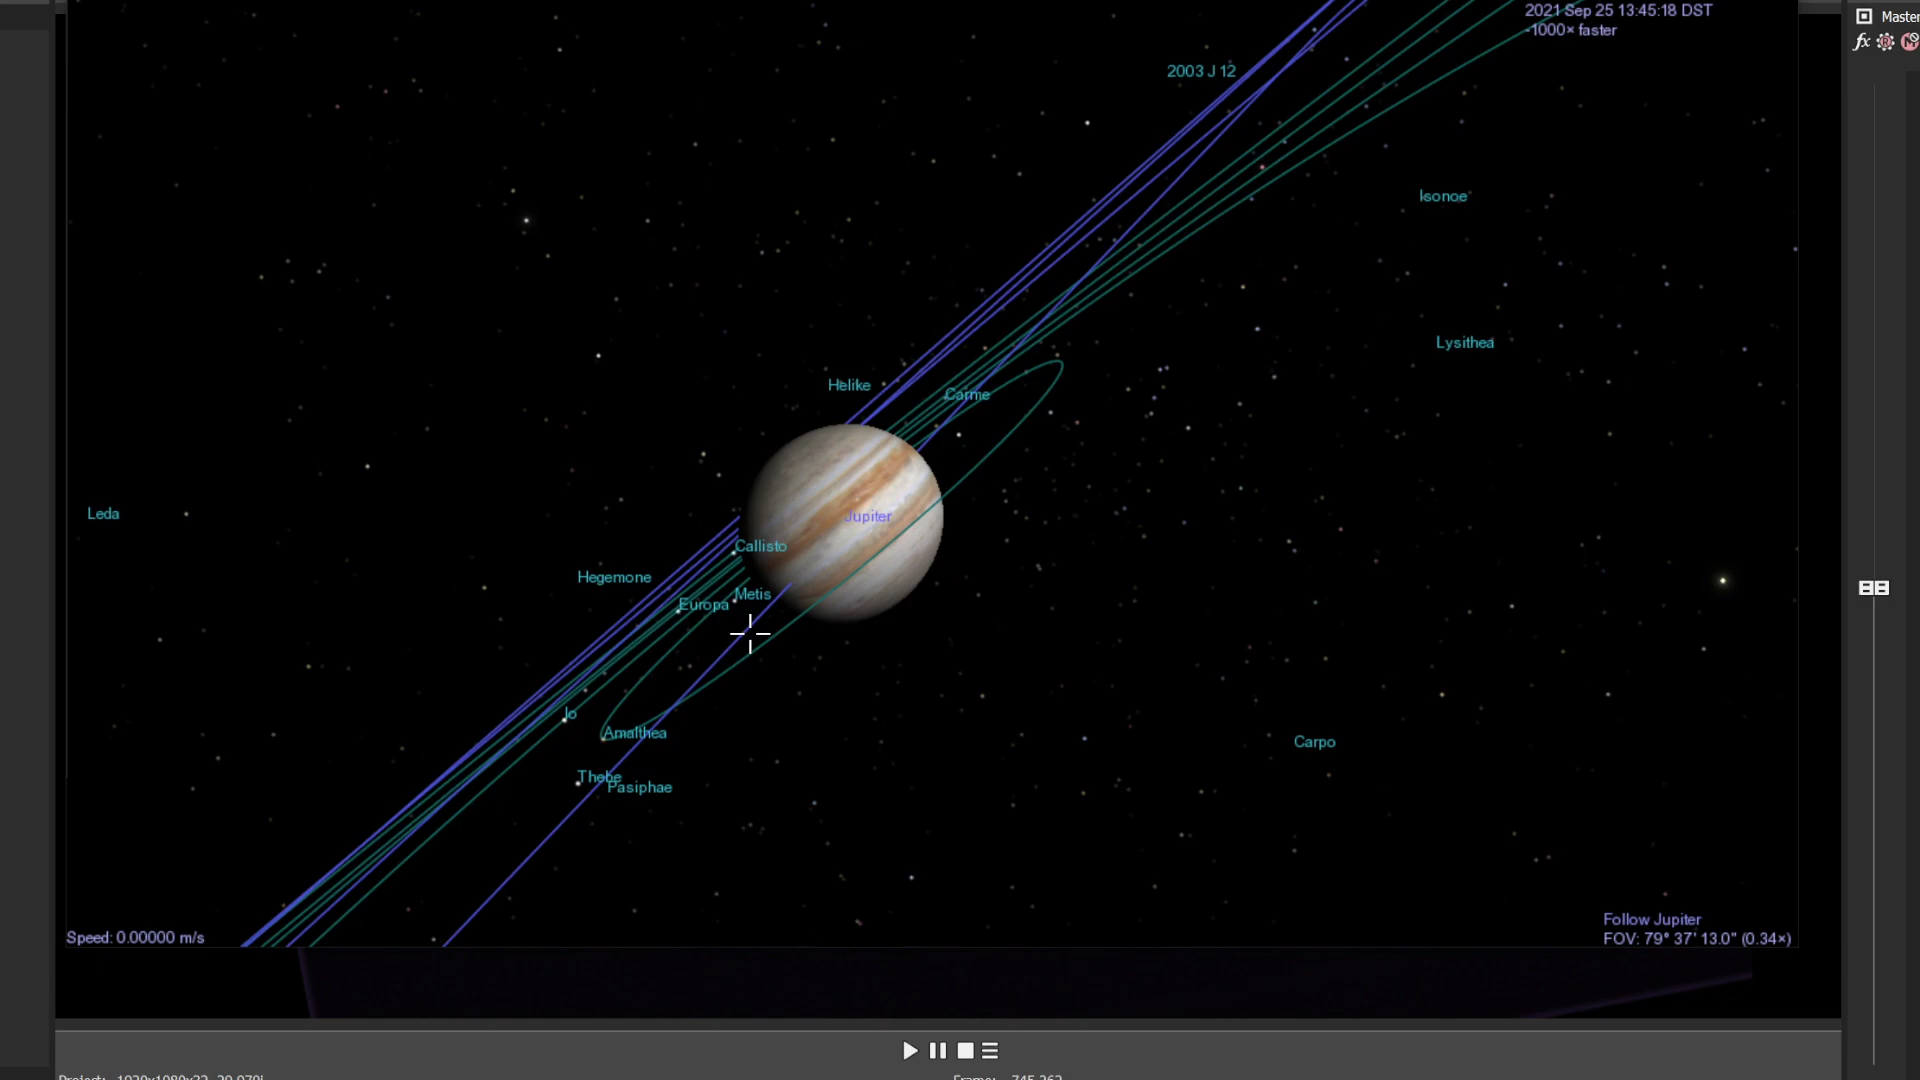 2021 Sep 25 13:45:18 DST
-1000× faster
Master
fx
2003 J 12
Isonoe
Lysithea
Helike
Carme
Jupiter
Leda
Callisto
Hegemone
Metis
Europa
Io
Amalthea
Carpo
Thebe
Pasiphae
Follow Jupiter
Speed: 0.00000 m/s
FOV: 79° 37' 13.0" (0.34×)